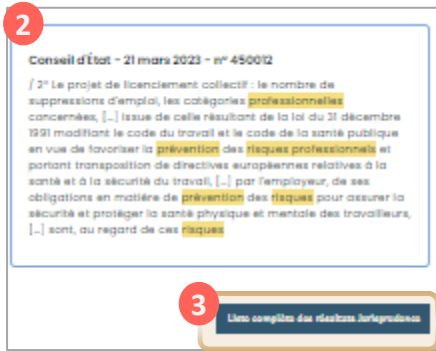 2
Conseil d'État - 21 mars 2023 - n° 450012
/ 2° Le projet de licenciement collectif : le nombre de
suppressions d'emploi, les catégories professionnelles
concernées, [...] issue de celle résultant de la loi du 31 décembre
1991 modifiant le code du travail et le code de la santé publique
en vue de favoriser la prévention des risques professionnels et
portant transposition de directives européennes relatives à la
santé et à la sécurité du travail, [...] par l'employeur, de ses
obligations en matière de prévention des risques pour assurer la
sécurité et protéger la santé physique et mentale des travailleurs,
[...] sont, au regard de ces risques
3
Liste complète des résultats Jurisprudence